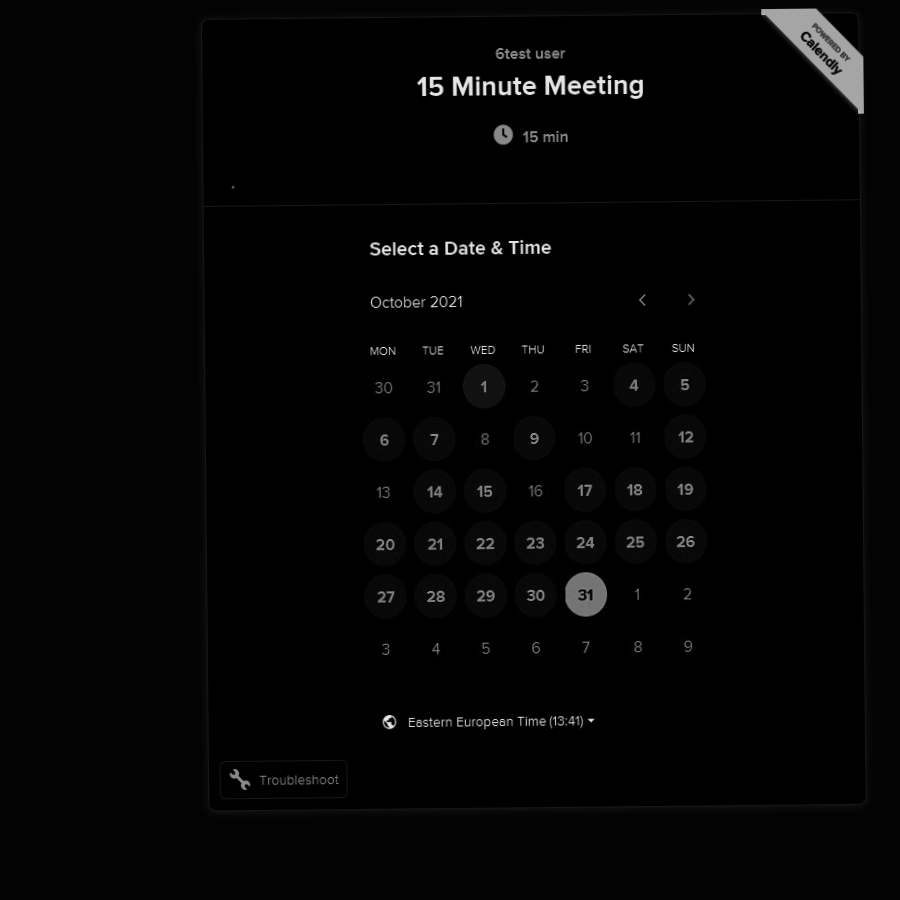 POWERED BY
Calendly
6test user
15 Minute Meeting
15 min
Select a Date & Time
October 2021
MON TUE WED THU FRI SAT SUN
30 31 1 2 3 4 5
6 7 8 9 10 11 12
13 14 15 16 17 18 19
20 21 22 23 24 25 26
27 28 29 30 31 1 2
3 4 5 6 7 8 9
Eastern European Time (13:41)
Troubleshoot